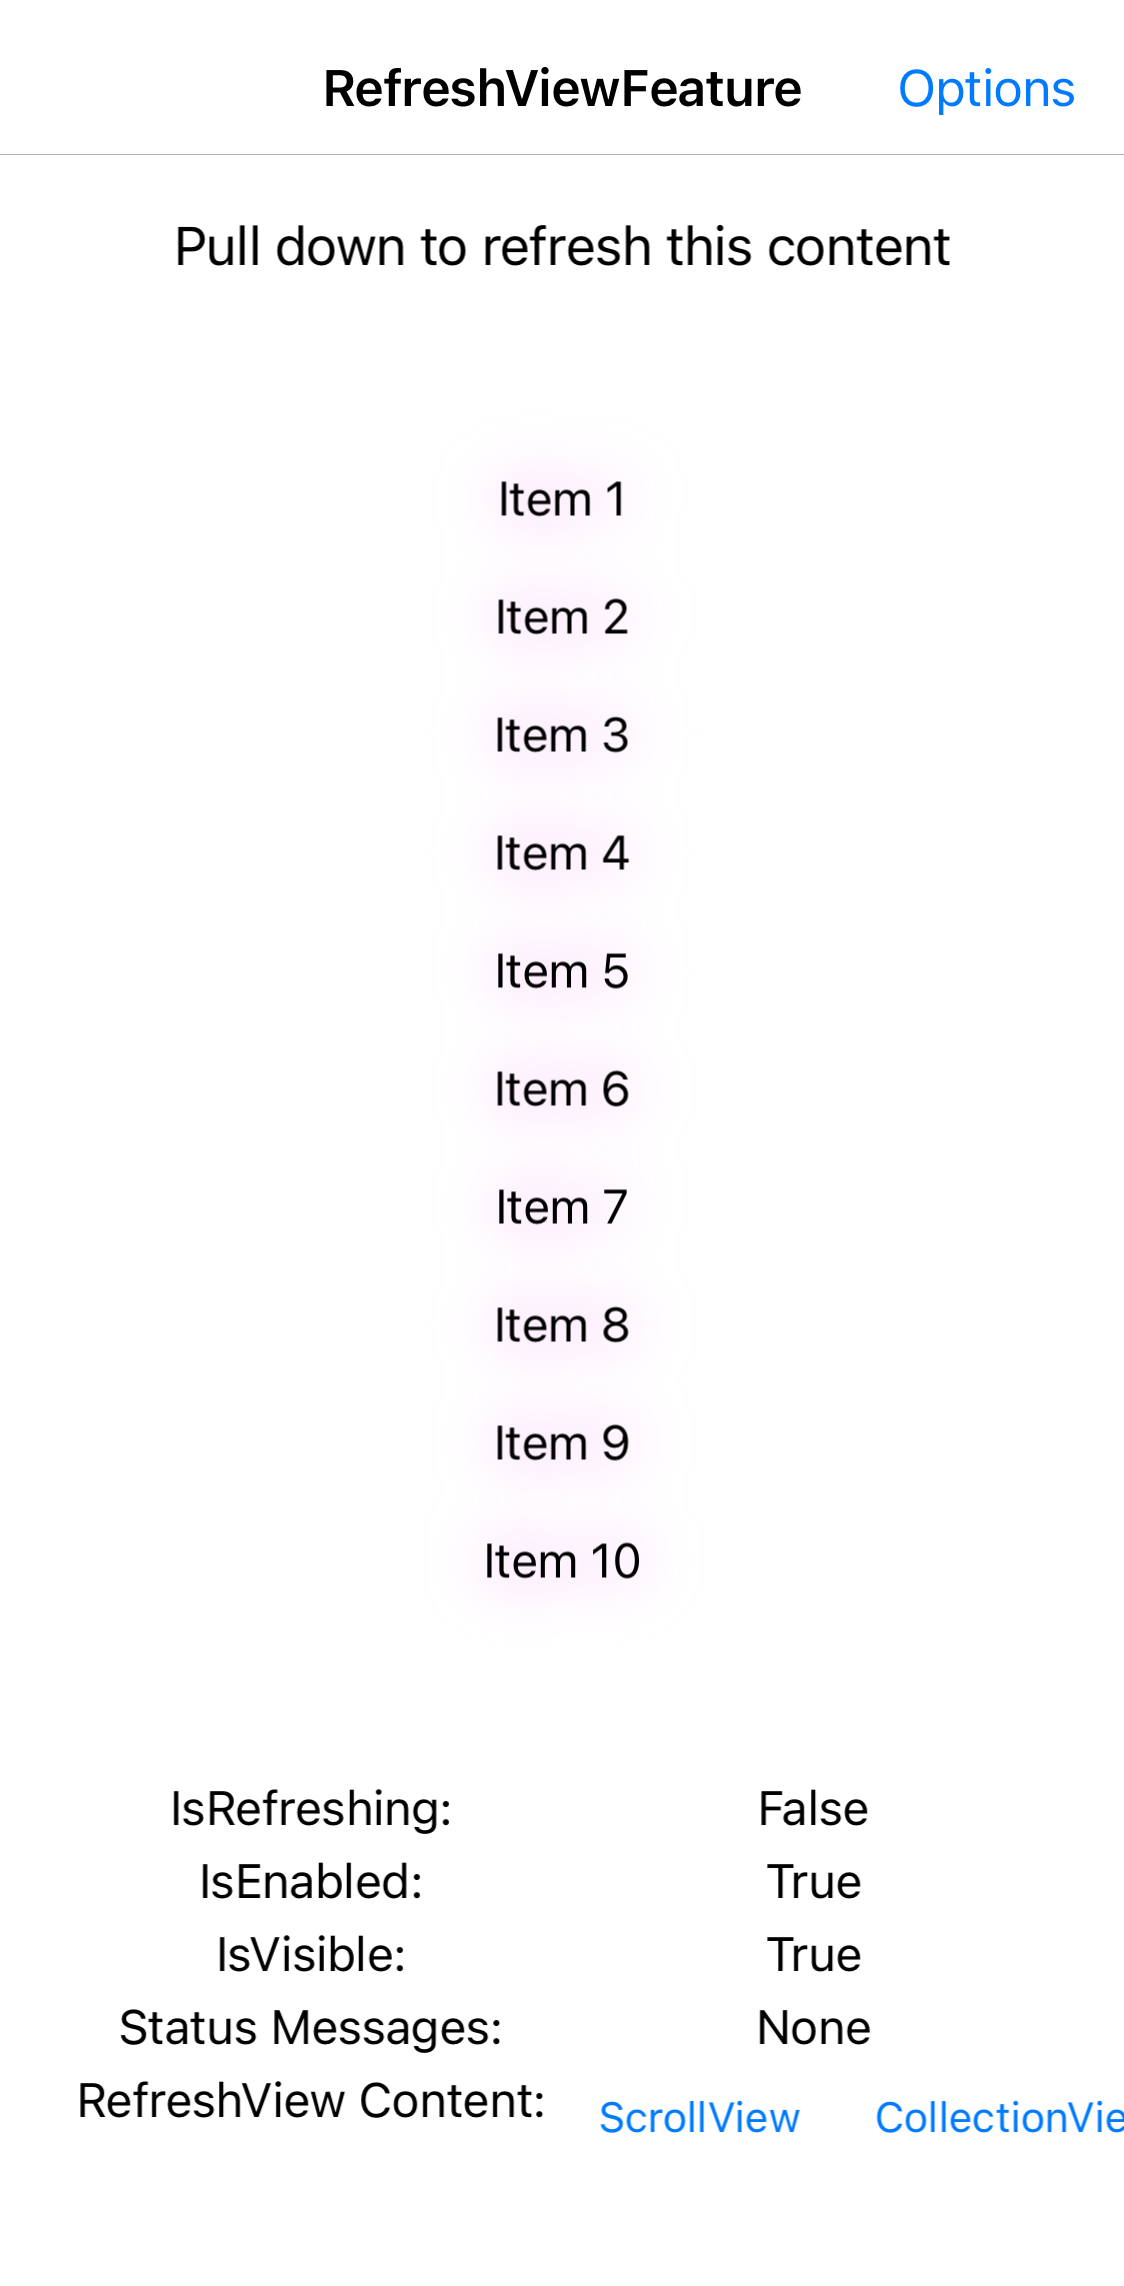 RefreshViewFeature Options
Pull down to refresh this content
Item 1
Item 2
Item 3
Item 4
Item 5
Item 6
Item 7
Item 8
Item 9
Item 10
IsRefreshing: False
IsEnabled: True
IsVisible: True
Status Messages: None
RefreshView Content: ScrollView CollectionVie